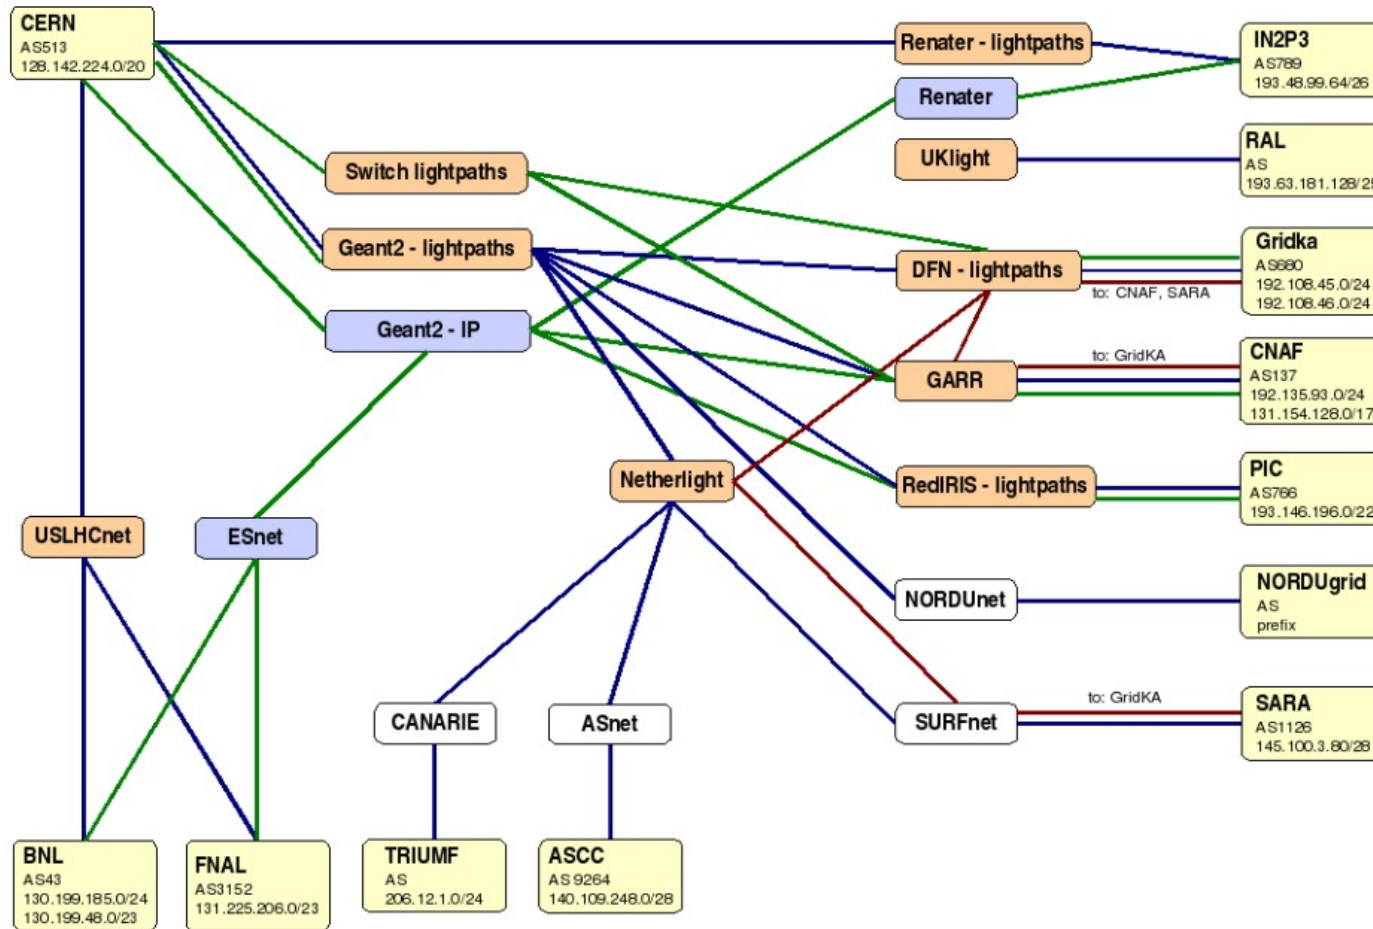 CERN
AS513
128.142.224.0/20
Renater - lightpaths
IN2P3
AS789
193.48.99.64/26
Renater
UKlight
RAL
AS
193.63.181.128/25
Switch lightpaths
Geant2 - lightpaths
DFN - lightpaths
to: CNAF, SARA
Gridka
AS680
192.108.45.0/24
192.108.46.0/24
Geant2 - IP
GARR
to: GridKA
CNAF
AS137
192.135.93.0/24
131.154.128.0/17
Netherlight
RedIRIS - lightpaths
PIC
AS766
193.146.196.0/22
USLHCnet
ESnet
NORDUnet
NORDUgrid
AS
prefix
CANARIE
ASnet
SURFnet
to: GridKA
SARA
AS1126
145.100.3.80/28
BNL
AS43
130.199.185.0/24
130.199.48.0/23
FNAL
AS3152
131.225.206.0/23
TRIUMF
AS
206.12.1.0/24
ASCC
AS 9264
140.109.248.0/28